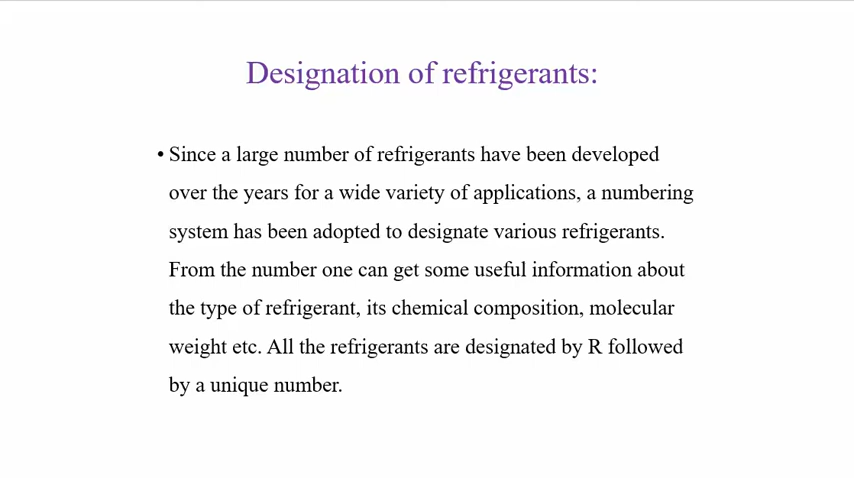 Designation of refrigerants:
• Since a large number of refrigerants have been developed
over the years for a wide variety of applications, a numbering
system has been adopted to designate various refrigerants.
From the number one can get some useful information about
the type of refrigerant, its chemical composition, molecular
weight etc. All the refrigerants are designated by R followed
by a unique number.